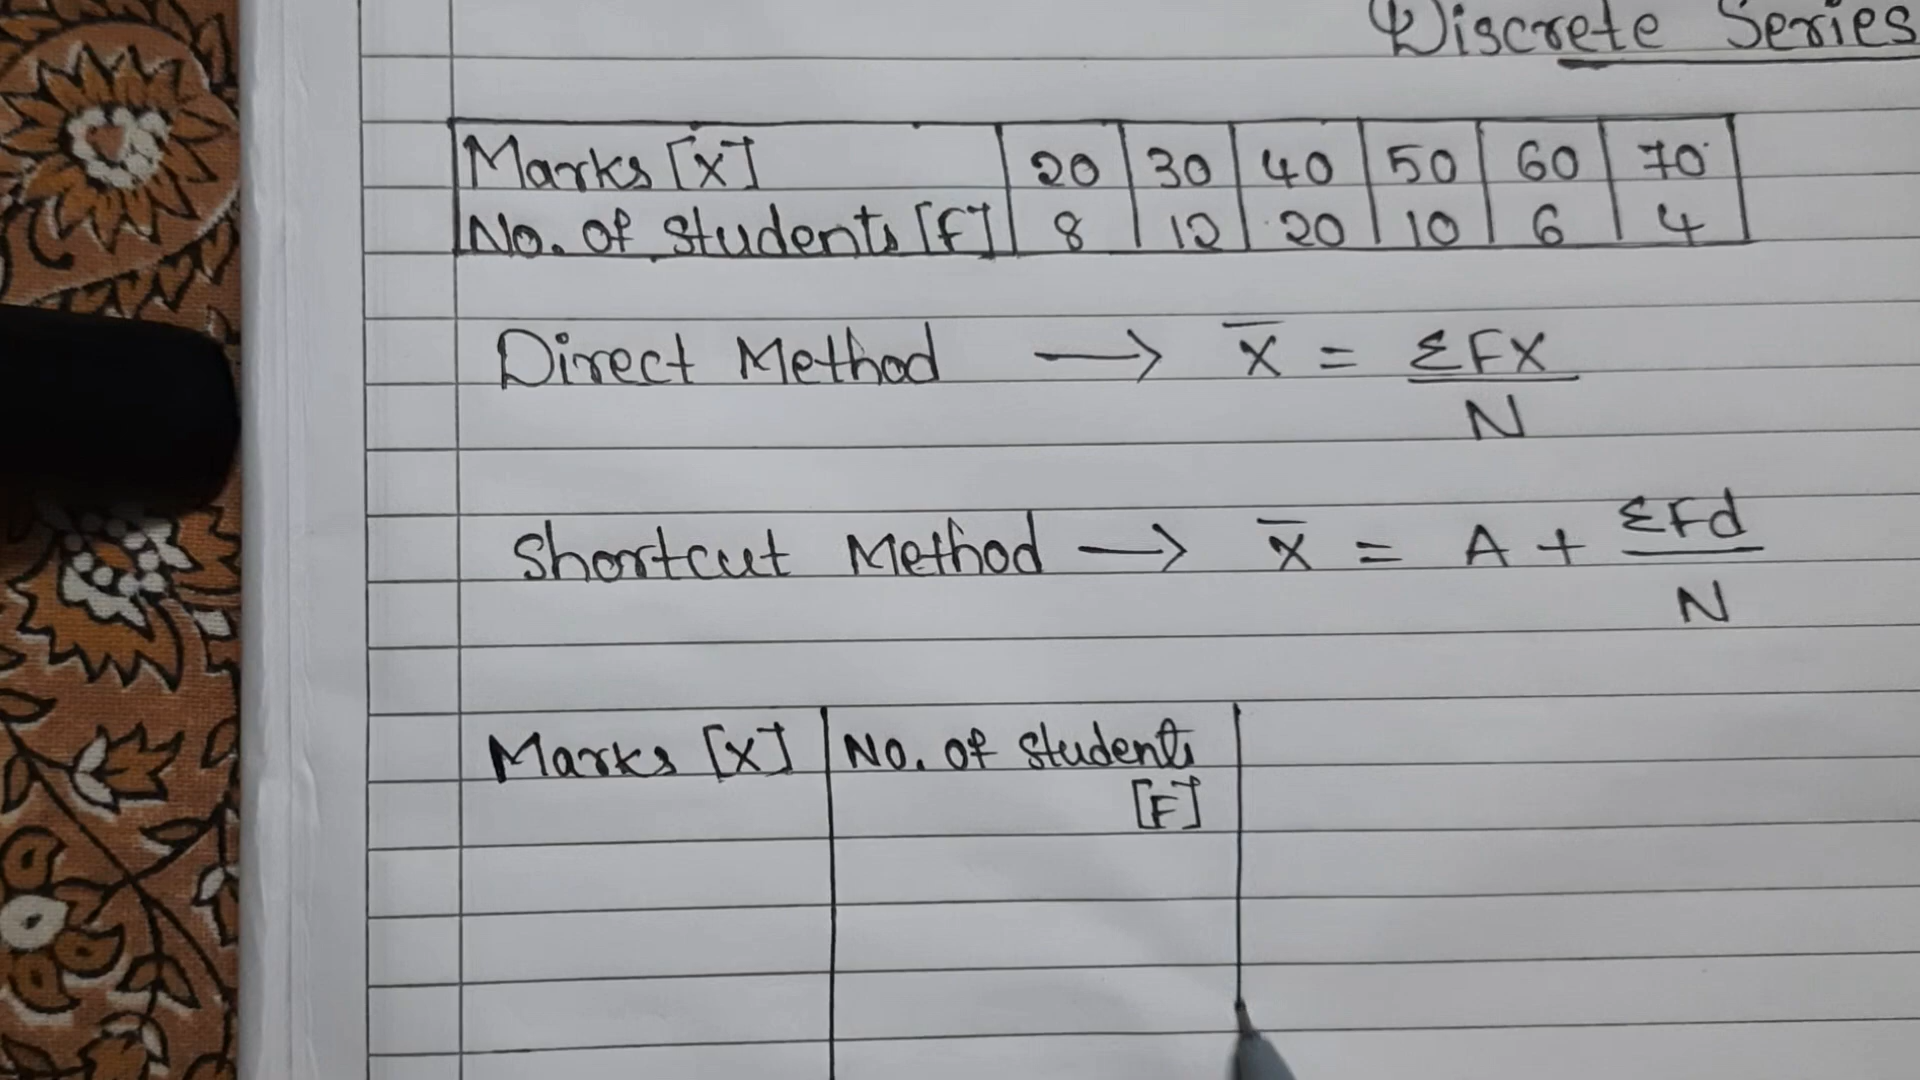 Discrete Series
Marks [X] 20 30 40 50 60 70
No. of students [F] 8 12 20 10 6 4
Direct Method → X̄ = ΣFX / N
Shortcut Method → X̄ = A + ΣFd / N
Marks [X] No. of students
[F]